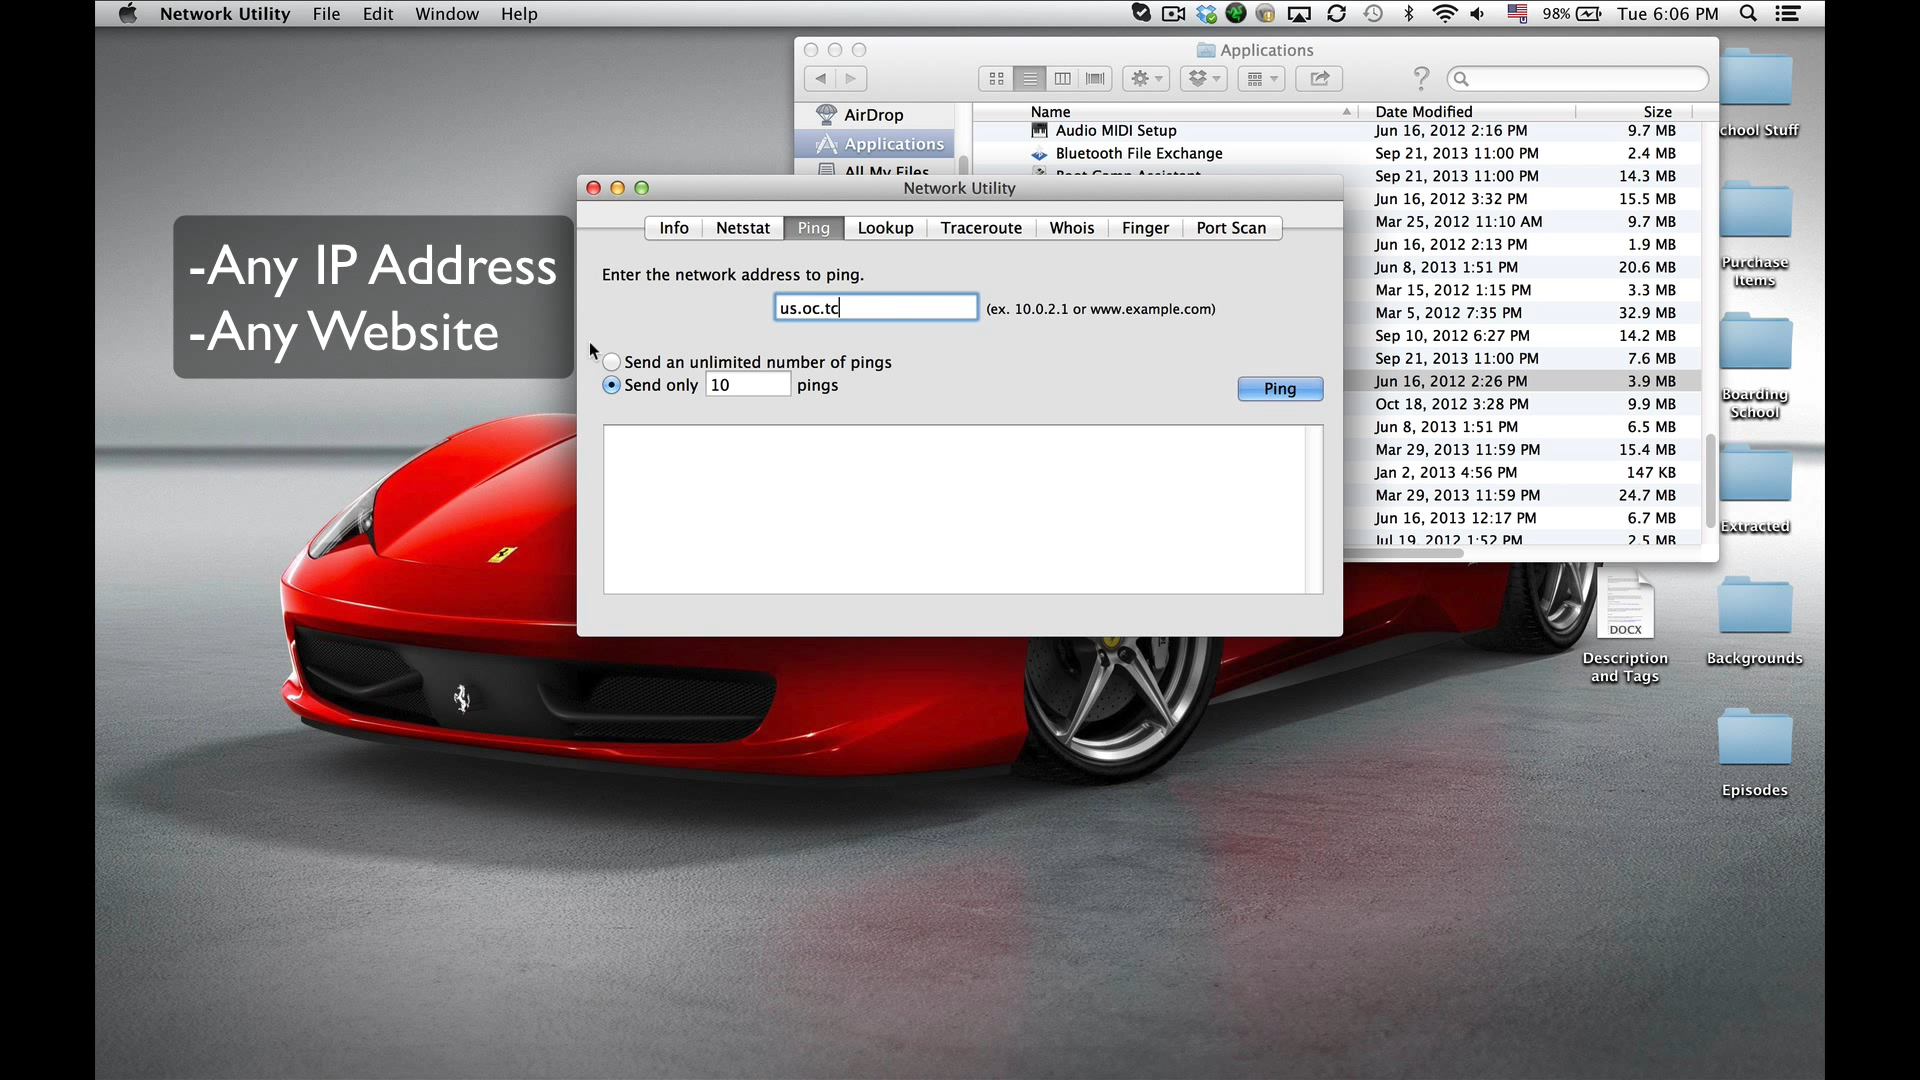 Network Utility File Edit Window Help
98% Tue 6:06 PM
Applications
Name Date Modified Size
AirDrop
Applications
All My Files
Audio MIDI Setup Jun 16, 2012 2:16 PM 9.7 MB
Bluetooth File Exchange Sep 21, 2013 11:00 PM 2.4 MB
Boot Camp Assistant Sep 21, 2013 11:00 PM 14.3 MB
Jun 16, 2012 3:32 PM 15.5 MB
Mar 25, 2012 11:10 AM 9.7 MB
Jun 16, 2012 2:13 PM 1.9 MB
Jun 8, 2013 1:51 PM 20.6 MB
Mar 15, 2012 1:15 PM 3.3 MB
Mar 5, 2012 7:35 PM 32.9 MB
Sep 10, 2012 6:27 PM 14.2 MB
Sep 21, 2013 11:00 PM 7.6 MB
Jun 16, 2012 2:26 PM 3.9 MB
Oct 18, 2012 3:28 PM 9.9 MB
Jun 8, 2013 1:51 PM 6.5 MB
Mar 29, 2013 11:59 PM 15.4 MB
Jan 2, 2013 4:56 PM 147 KB
Mar 29, 2013 11:59 PM 24.7 MB
Jun 16, 2013 12:17 PM 6.7 MB
Jul 19, 2012 1:52 PM 2.5 MB
Network Utility
Info Netstat Ping Lookup Traceroute Whois Finger Port Scan
Enter the network address to ping.
us.oc.tc (ex. 10.0.2.1 or www.example.com)
Send an unlimited number of pings
Send only 10 pings
Ping
-Any IP Address
-Any Website
chool Stuff
Purchase
Items
Boarding
School
Extracted
DOCX
Description
and Tags
Backgrounds
Episodes